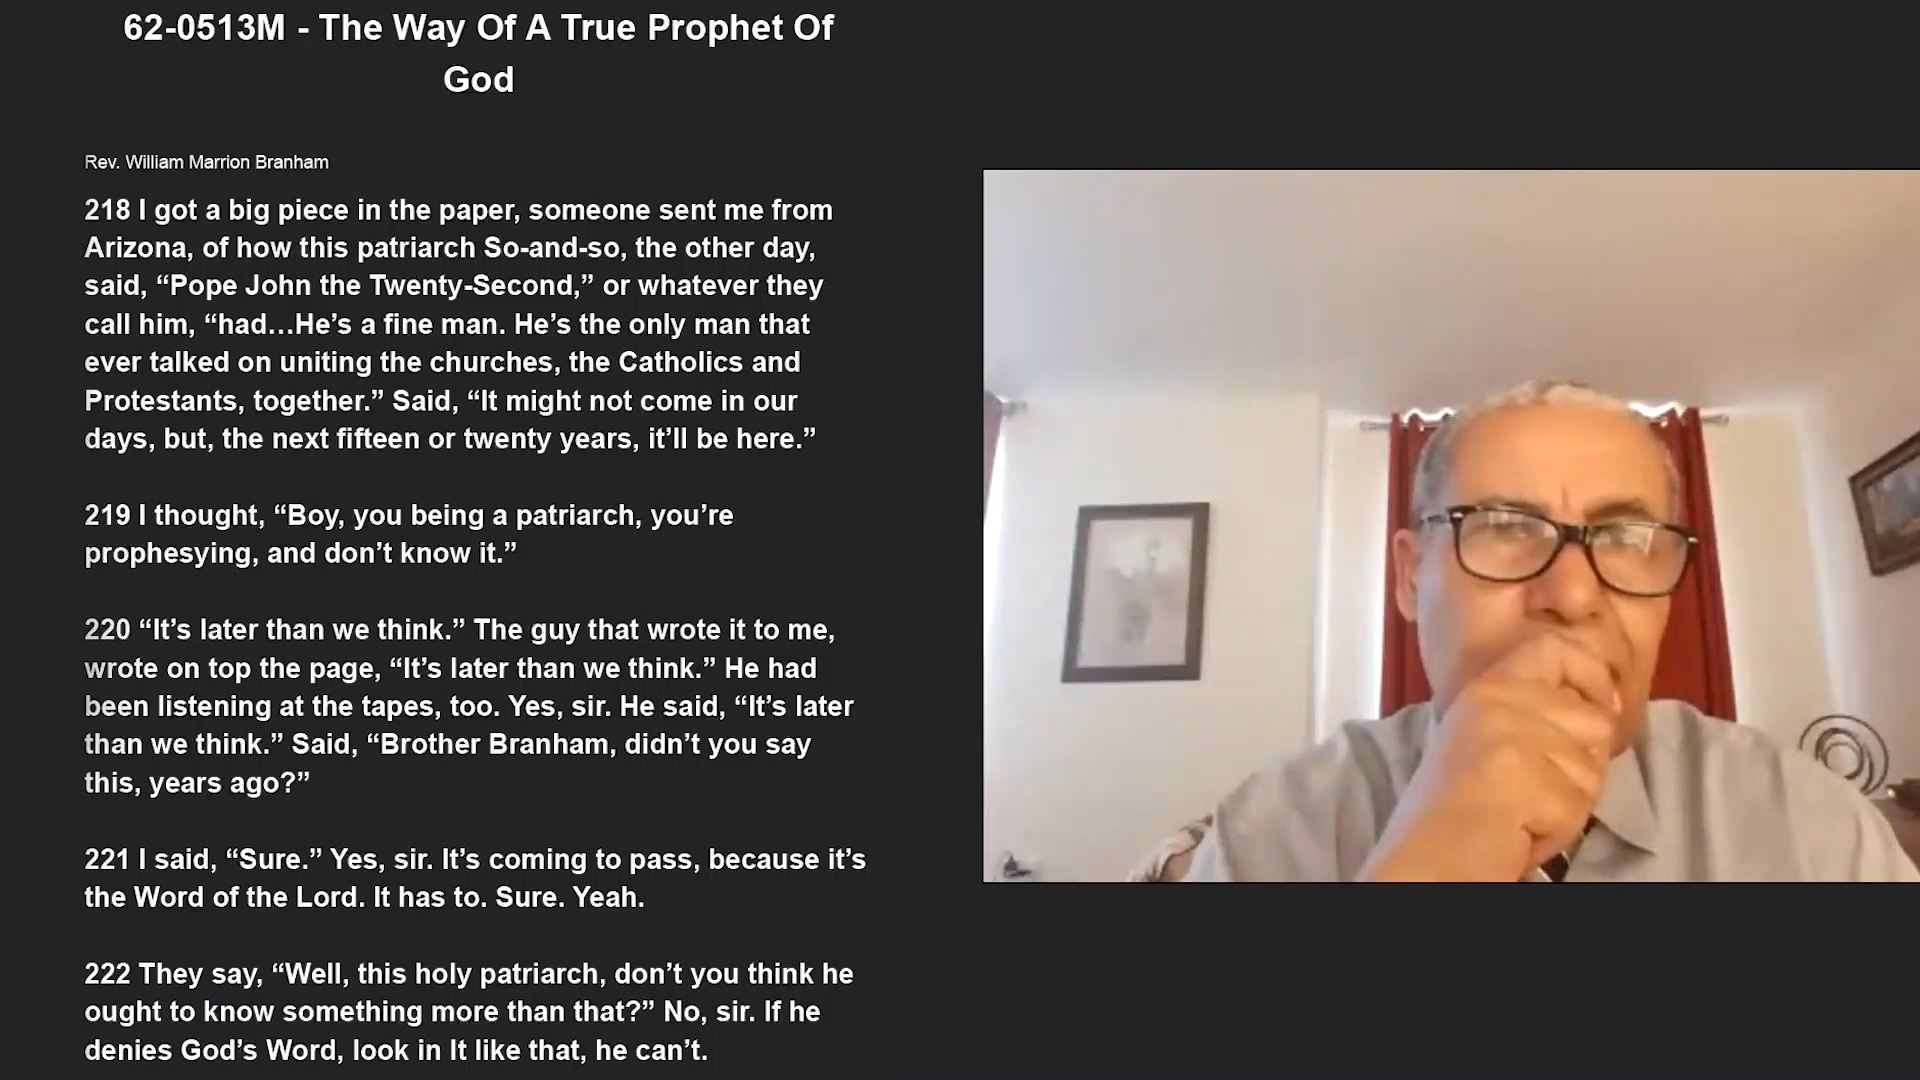 62-0513M - The Way Of A True Prophet Of
God
Rev. William Marrion Branham
218 I got a big piece in the paper, someone sent me from
Arizona, of how this patriarch So-and-so, the other day,
said, “Pope John the Twenty-Second,” or whatever they
call him, “had…He’s a fine man. He’s the only man that
ever talked on uniting the churches, the Catholics and
Protestants, together.” Said, “It might not come in our
days, but, the next fifteen or twenty years, it’ll be here.”
219 I thought, “Boy, you being a patriarch, you’re
prophesying, and don’t know it.”
220 “It’s later than we think.” The guy that wrote it to me,
wrote on top the page, “It’s later than we think.” He had
been listening at the tapes, too. Yes, sir. He said, “It’s later
than we think.” Said, “Brother Branham, didn’t you say
this, years ago?”
221 I said, “Sure.” Yes, sir. It’s coming to pass, because it’s
the Word of the Lord. It has to. Sure. Yeah.
222 They say, “Well, this holy patriarch, don’t you think he
ought to know something more than that?” No, sir. If he
denies God’s Word, look in It like that, he can’t.